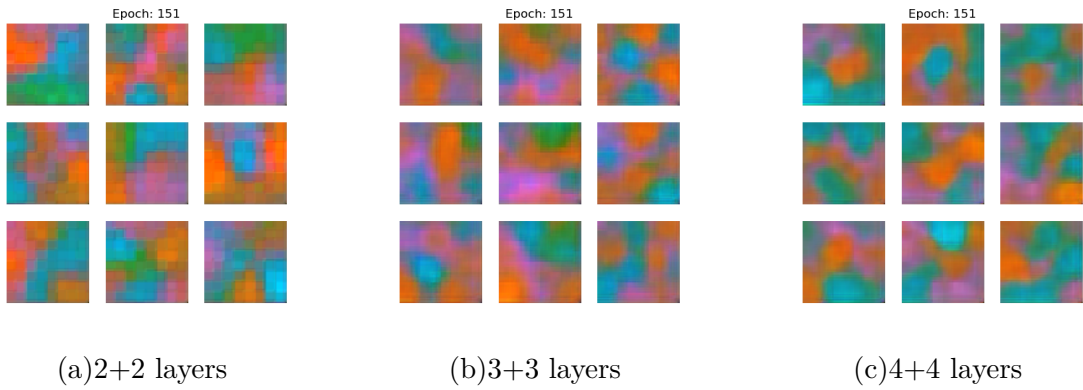 Epoch: 151
Epoch: 151
Epoch: 151
(a)2+2 layers
(b)3+3 layers
(c)4+4 layers